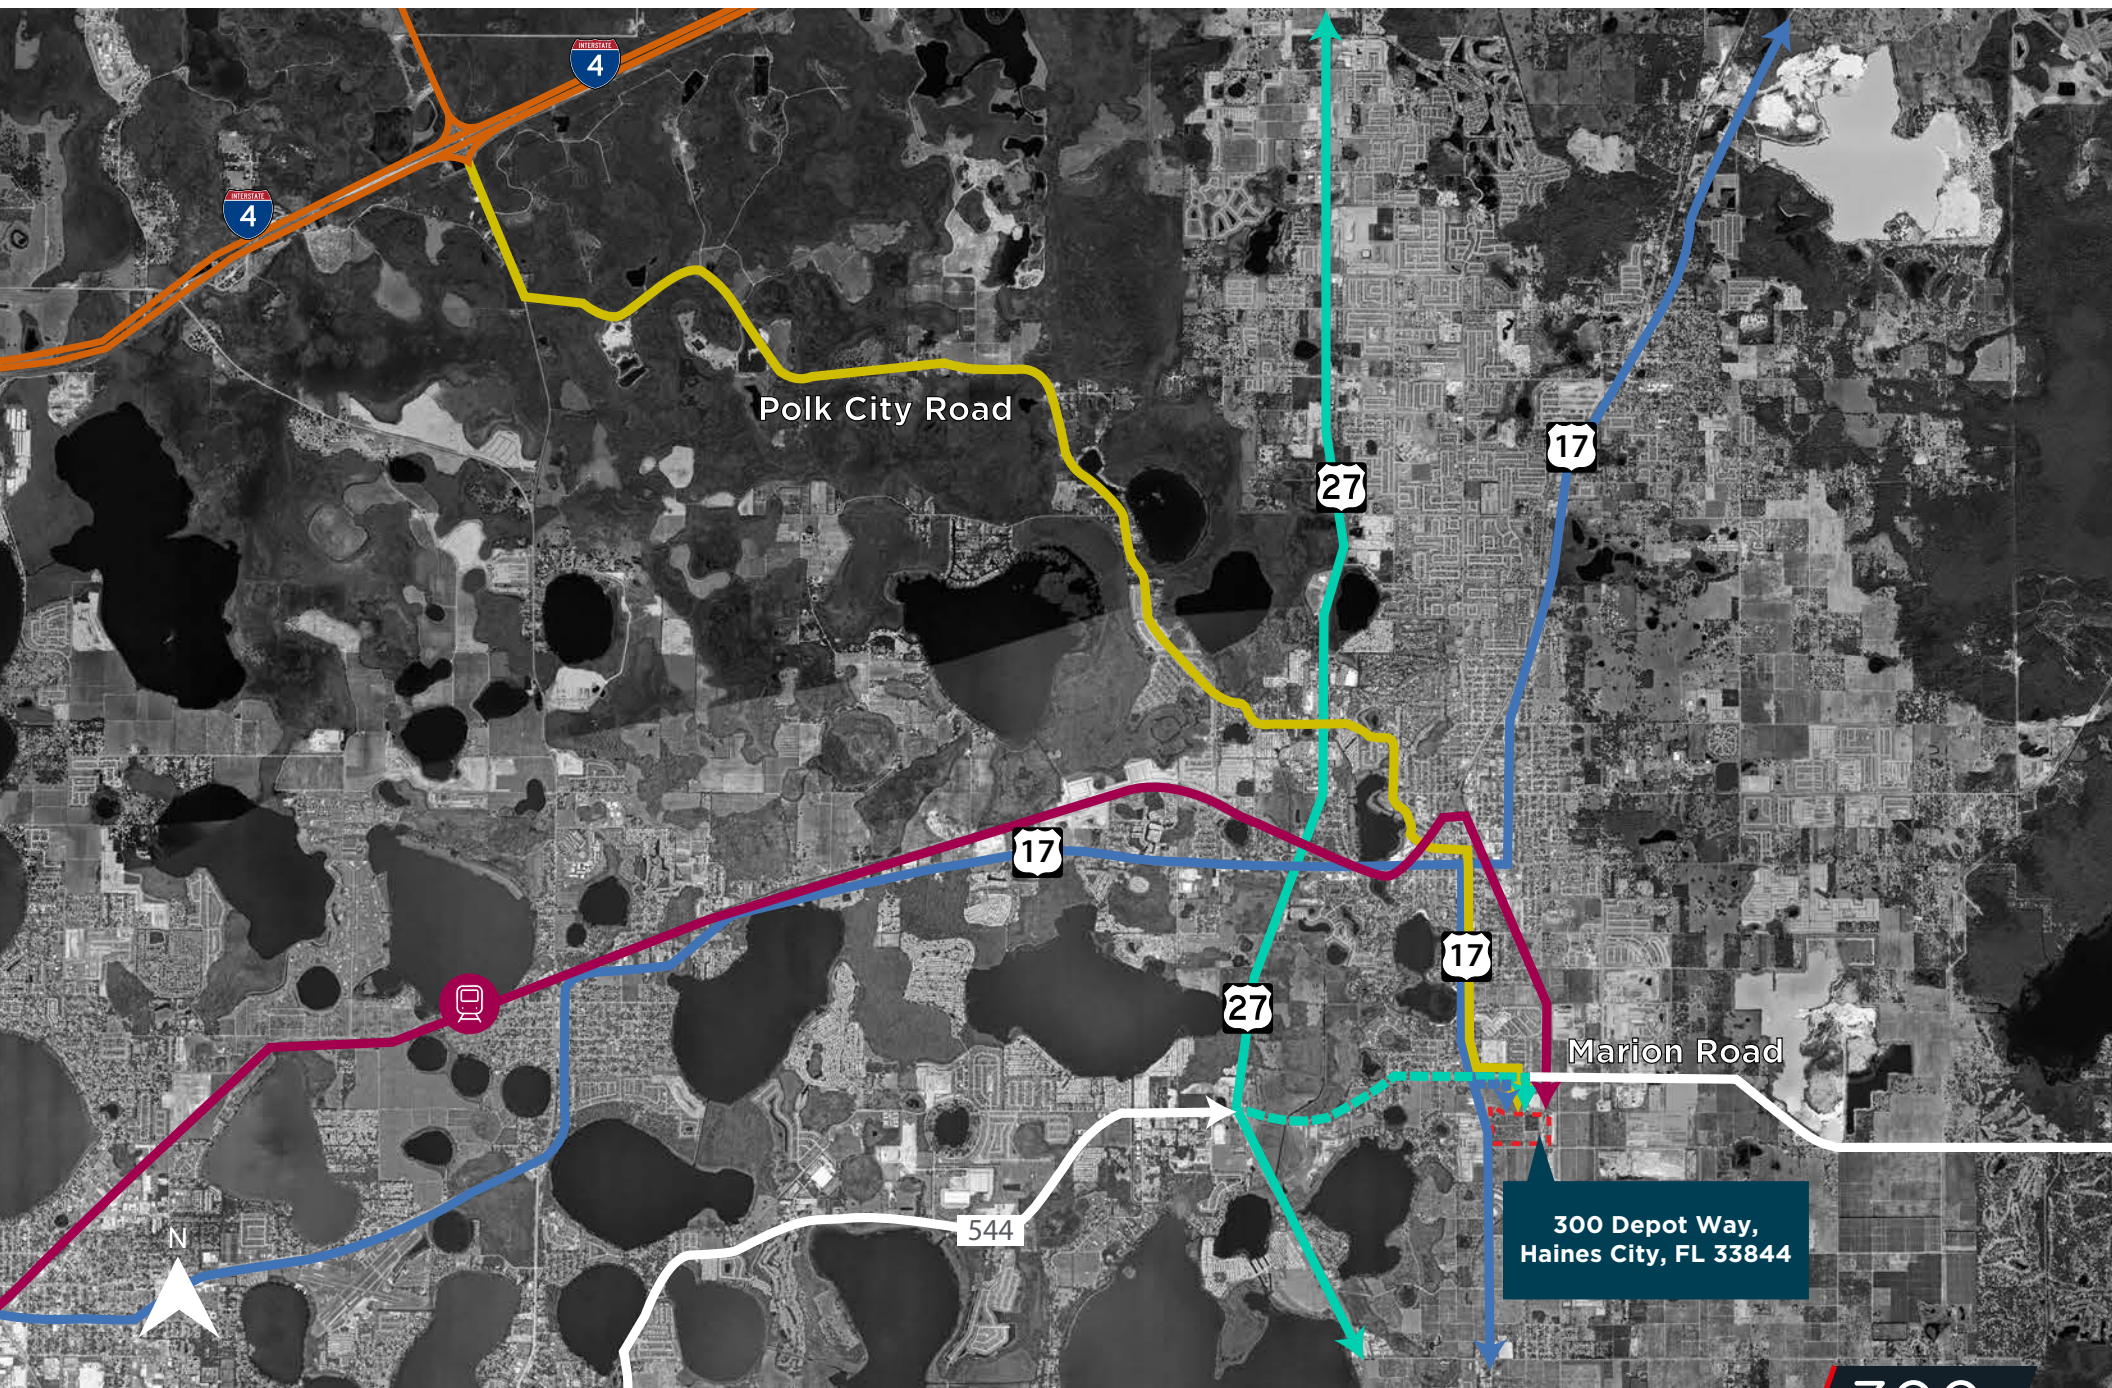 INTERSTATE
4
INTERSTATE
4
Polk City Road
17
27
17
17
27
Marion Road
544
N
300 Depot Way,
Haines City, FL 33844